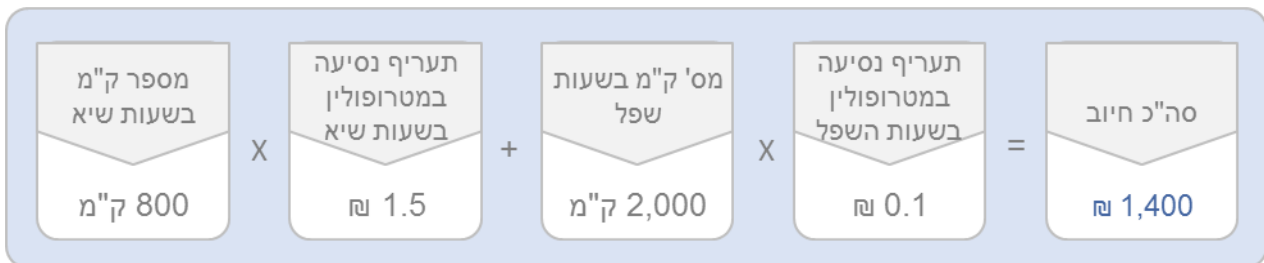 מספר ק"מ
בשעות שיא
800 ק"מ
X
תעריף נסיעה
במטרופולין
בשעות שיא
1.5 ₪
+
מס' ק"מ בשעות
שפל
2,000 ק"מ
X
תעריף נסיעה
במטרופולין
בשעות השפל
0.1 ₪
=
סה"כ חיוב
1,400 ₪